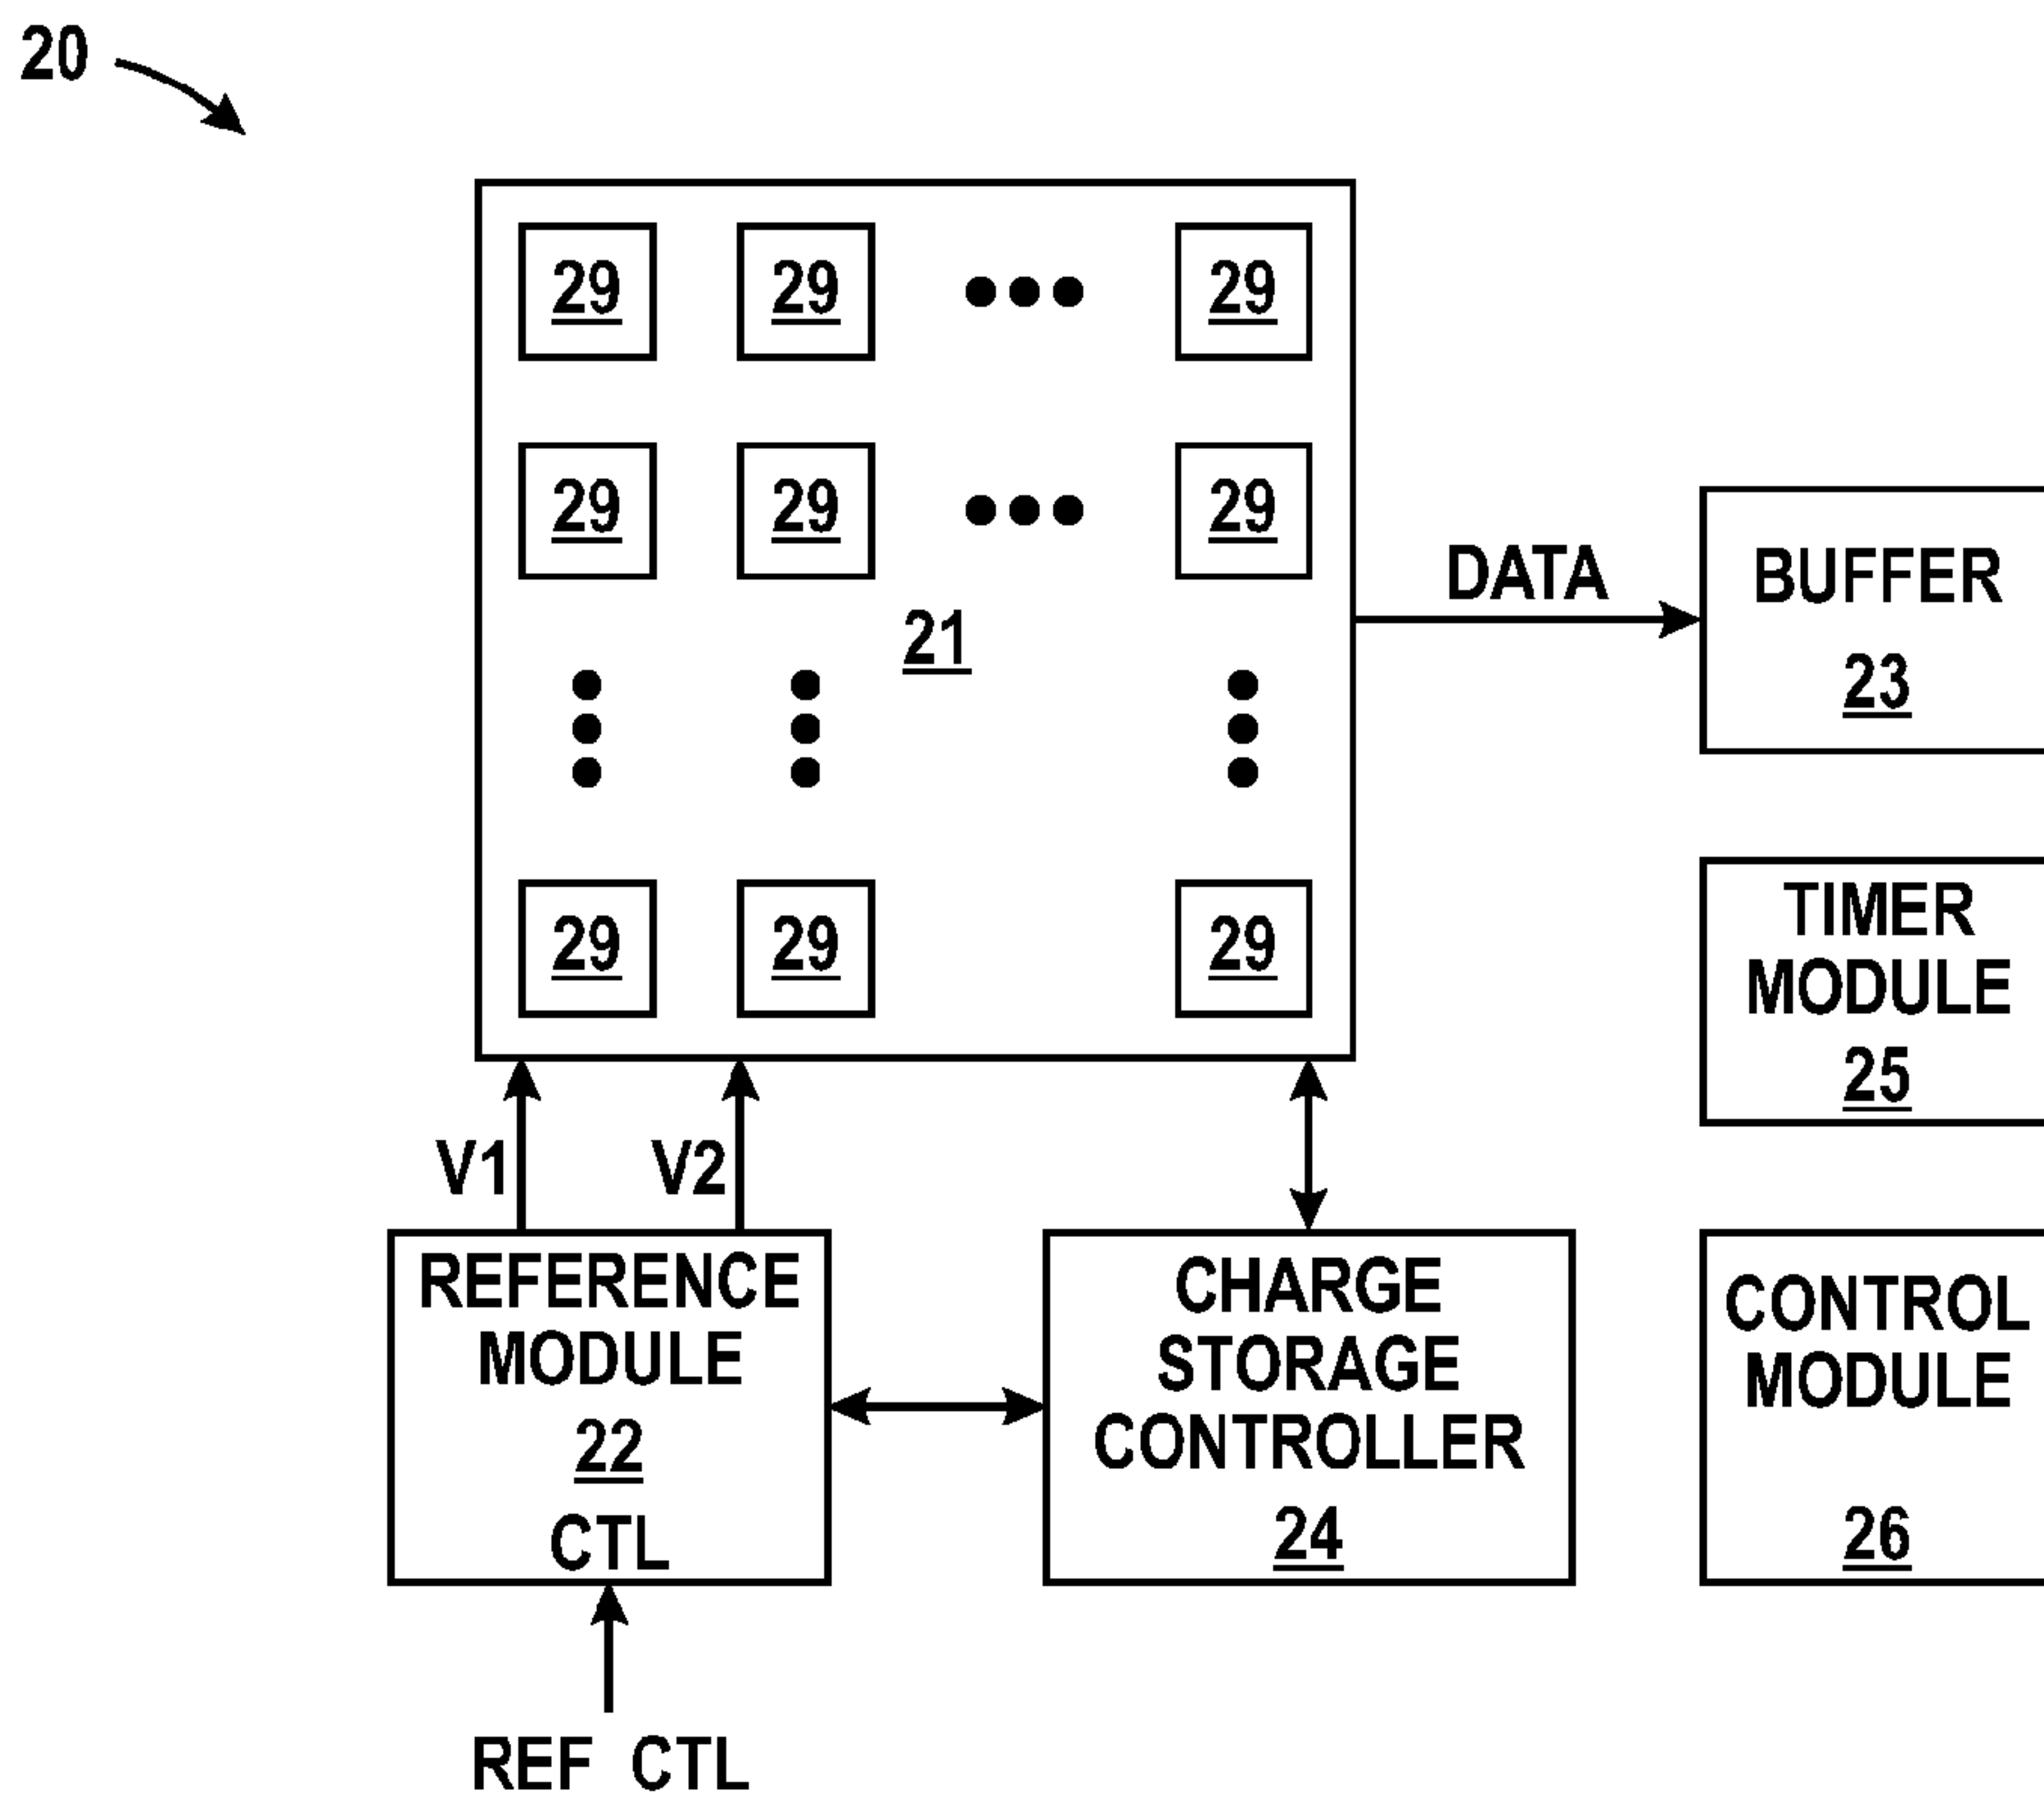 20
29 29 29
29 29 29
21
DATA
BUFFER
23
29 29 29
TIMER
MODULE
25
V1 V2
REFERENCE
MODULE
22
CTL
CHARGE
STORAGE
CONTROLLER
24
CONTROL
MODULE
26
REF CTL